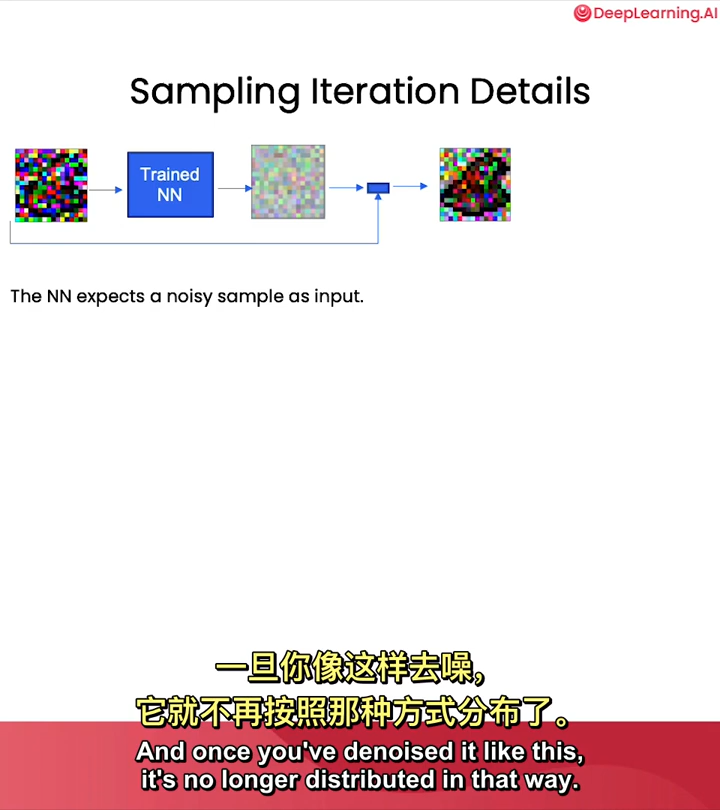 DeepLearning.AI
Sampling Iteration Details
Trained
NN
The NN expects a noisy sample as input.
一旦你像这样去噪,
它就不再按照那种方式分布了。
And once you've denoised it like this,
it's no longer distributed in that way.